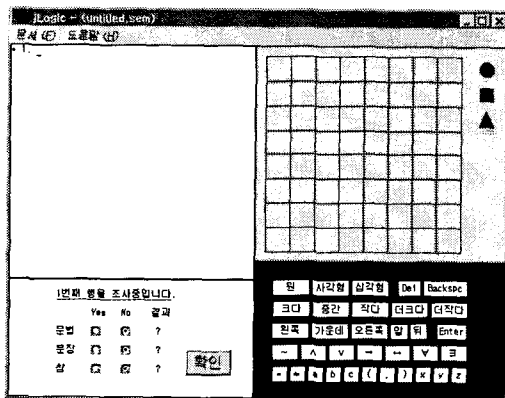 jLogic - (untitled.sem)
문서(F) 도움말(H)
1.
1번째 행을 조사중입니다.
Yes No 결과
문법 ?
문장 ?
참 ?
확인
원 사각형 삼각형 Del Backspc
크다 중간 작다 더크다 더작다
왼쪽 가운데 오른쪽 앞 뒤 Enter
~ ∧ ∨ → ↔ ∀ ∃
a b c ( , ) x y z